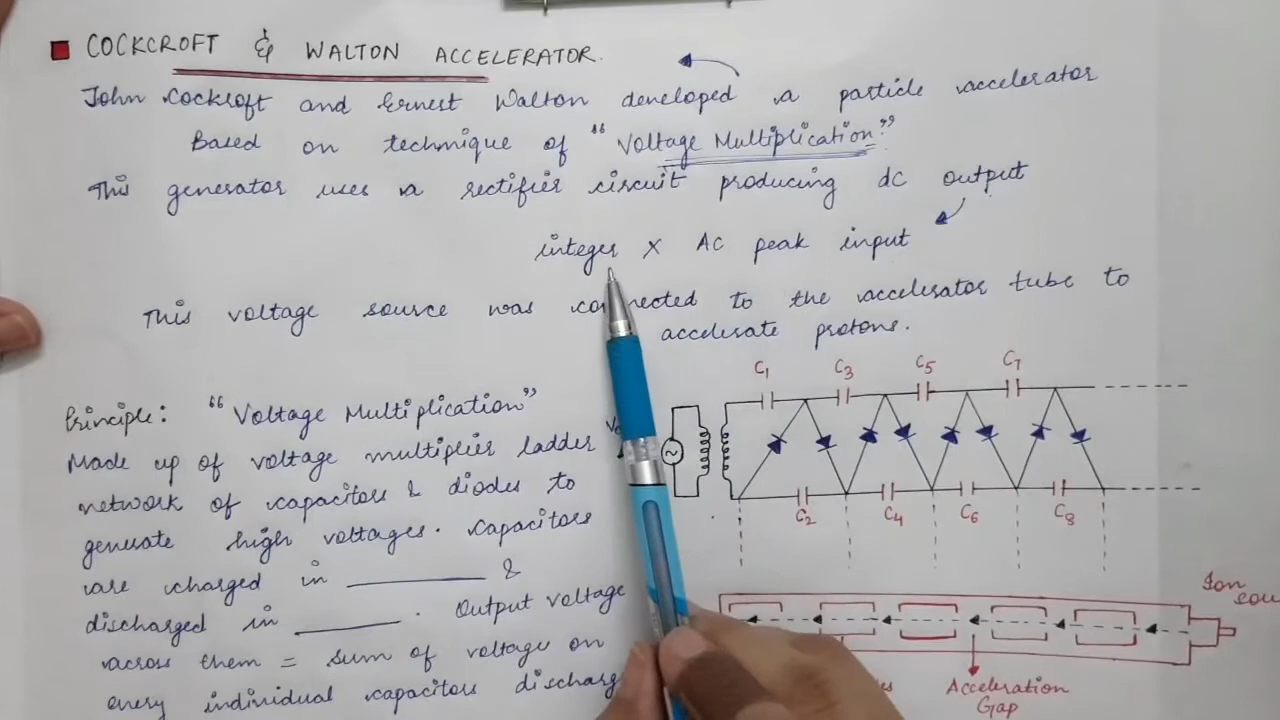 COCKCROFT & WALTON ACCELERATOR.
John Cockroft and Ernest Walton developed a particle accelerator
Based on technique of "Voltage Multiplication."
This generator uses a rectifier circuit producing dc output
integer X AC peak input
This voltage source was connected to the accelerator tube to
accelerate protons.
Principle: "Voltage Multiplication"
Made up of voltage multiplier ladder
network of capacitors & diodes to
generate high voltages. Capacitors
are charged in ________ &
discharged in ________. Output voltage
across them = sum of voltage on
every individual capacitors
C1 C3 C5 C7
C2 C4 C6 C8
Ion
Acceleration
Gap